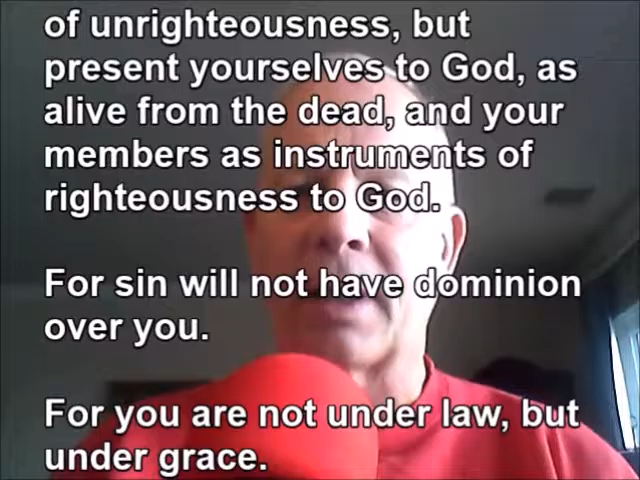 of unrighteousness, but
present yourselves to God, as
alive from the dead, and your
members as instruments of
righteousness to God.
For sin will not have dominion
over you.
For you are not under law, but
under grace.